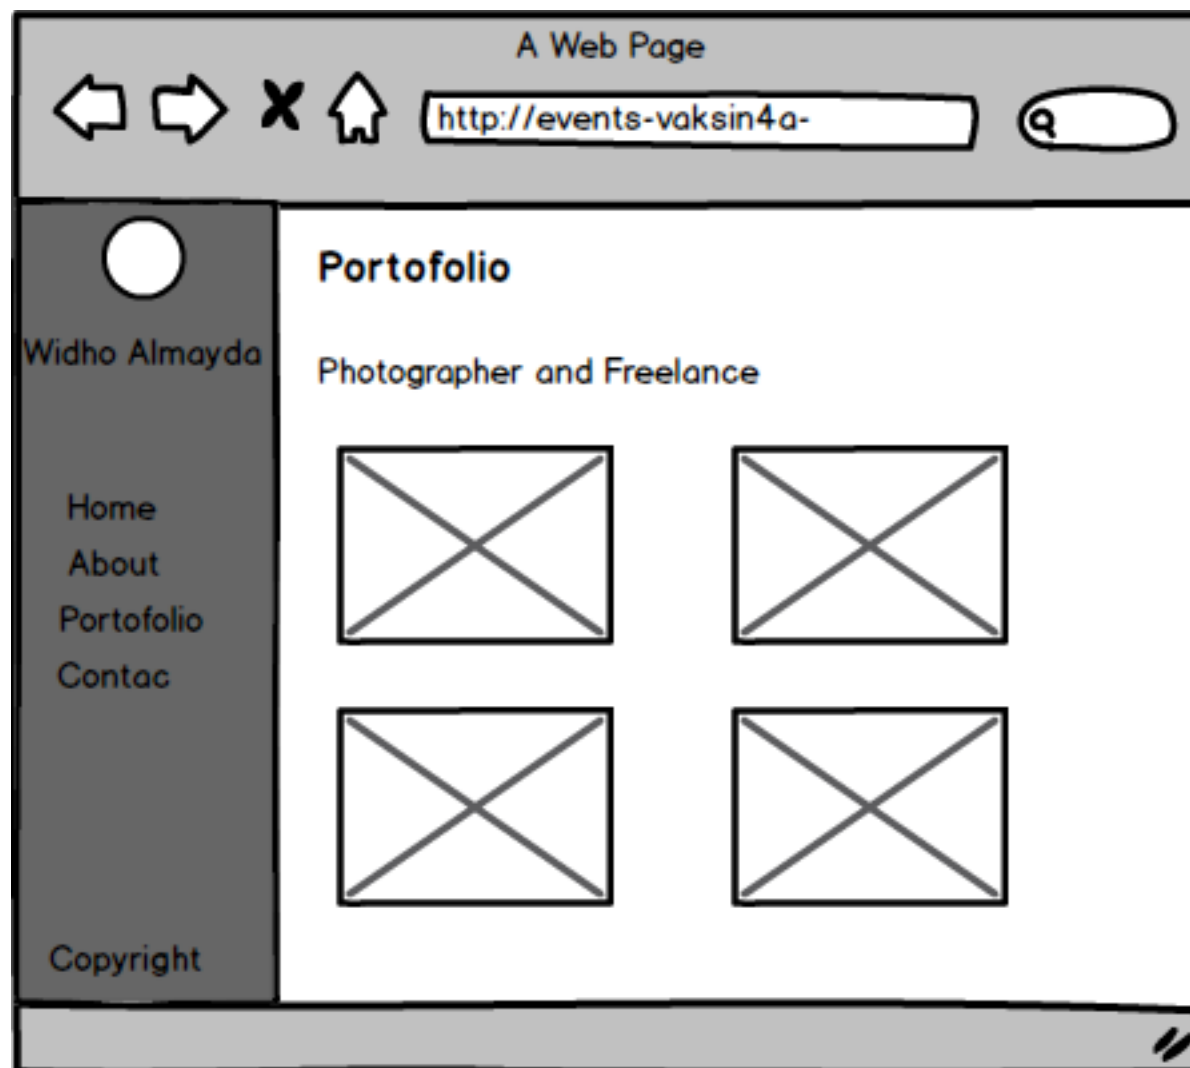 A Web Page
http://events-vaksin4a-
Widho Almayda
Home
About
Portofolio
Contac
Copyright
Portofolio
Photographer and Freelance